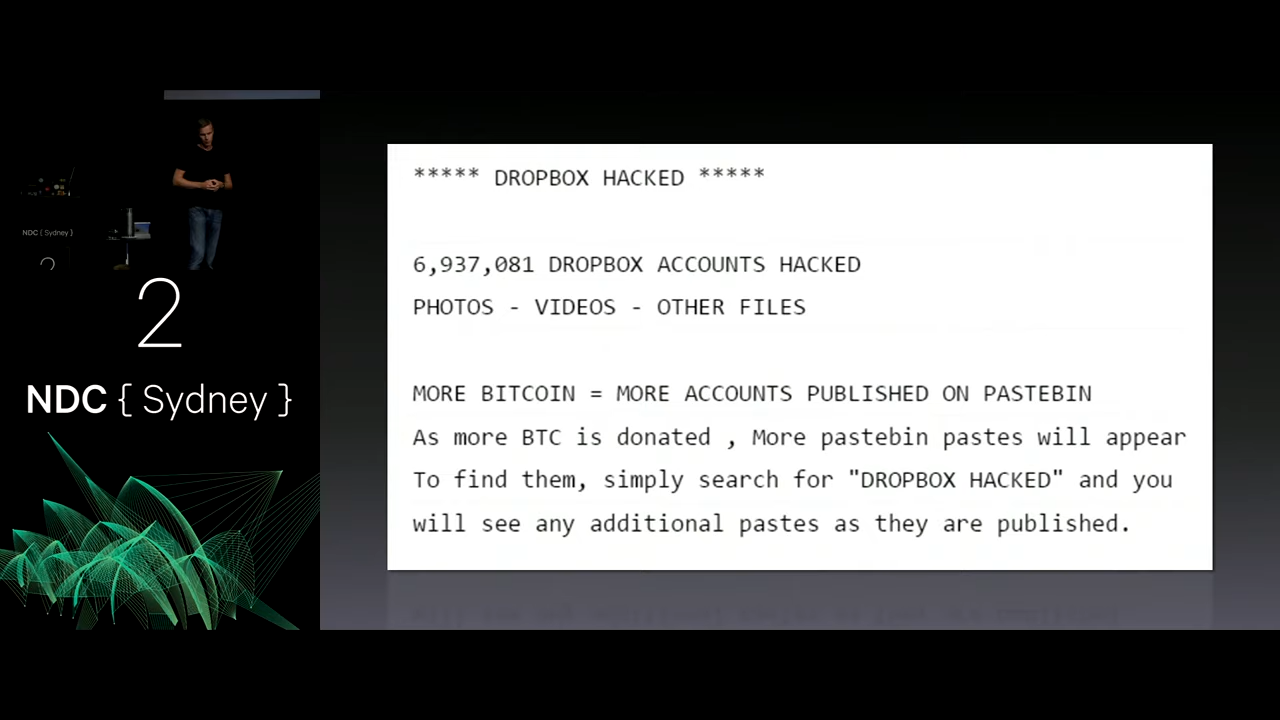 NDC { Sydney }
2
NDC { Sydney }
***** DROPBOX HACKED *****
6,937,081 DROPBOX ACCOUNTS HACKED
PHOTOS - VIDEOS - OTHER FILES
MORE BITCOIN = MORE ACCOUNTS PUBLISHED ON PASTEBIN
As more BTC is donated , More pastebin pastes will appear
To find them, simply search for "DROPBOX HACKED" and you
will see any additional pastes as they are published.